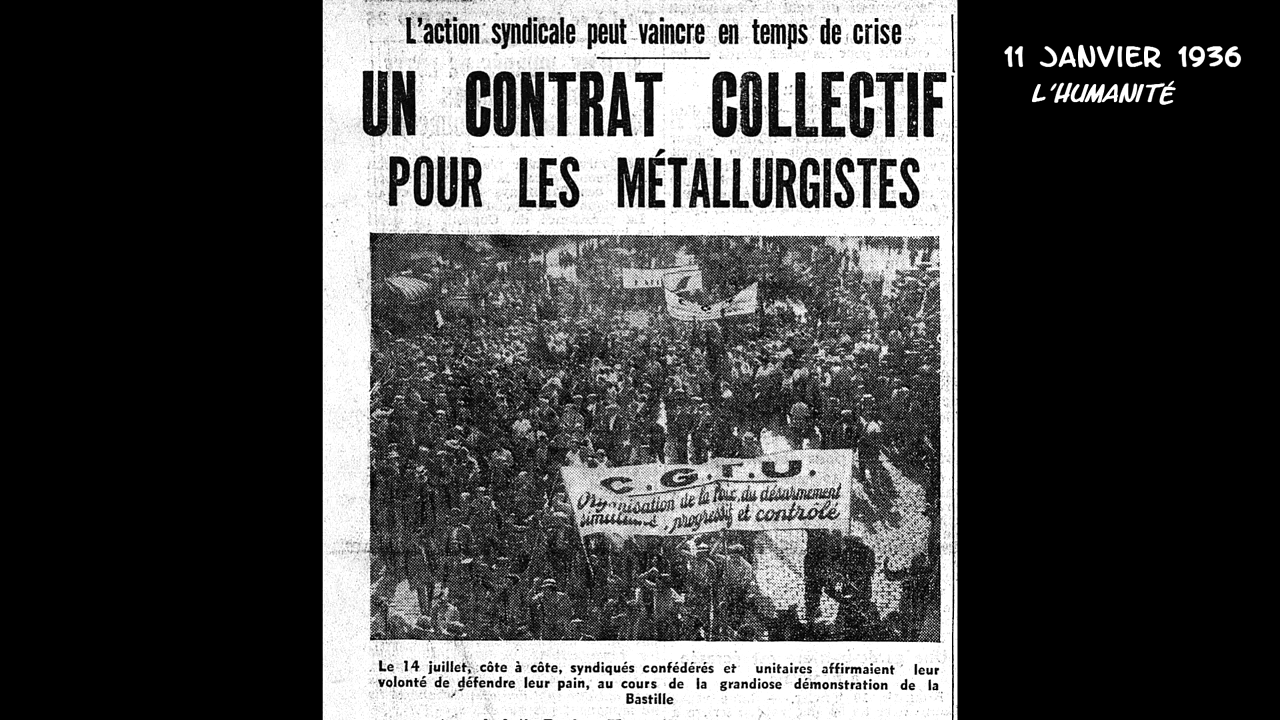 L'action syndicale peut vaincre en temps de crise
UN CONTRAT COLLECTIF
POUR LES MÉTALLURGISTES
11 JANVIER 1936
L'HUMANITÉ
C.G.T.U.
Organisation de la Paix, du désarmement
simultané, progressif et contrôlé
Le 14 juillet, côte à côte, syndiqués confédérés et unitaires affirmaient leur
volonté de défendre leur pain, au cours de la grandiose démonstration de la
Bastille